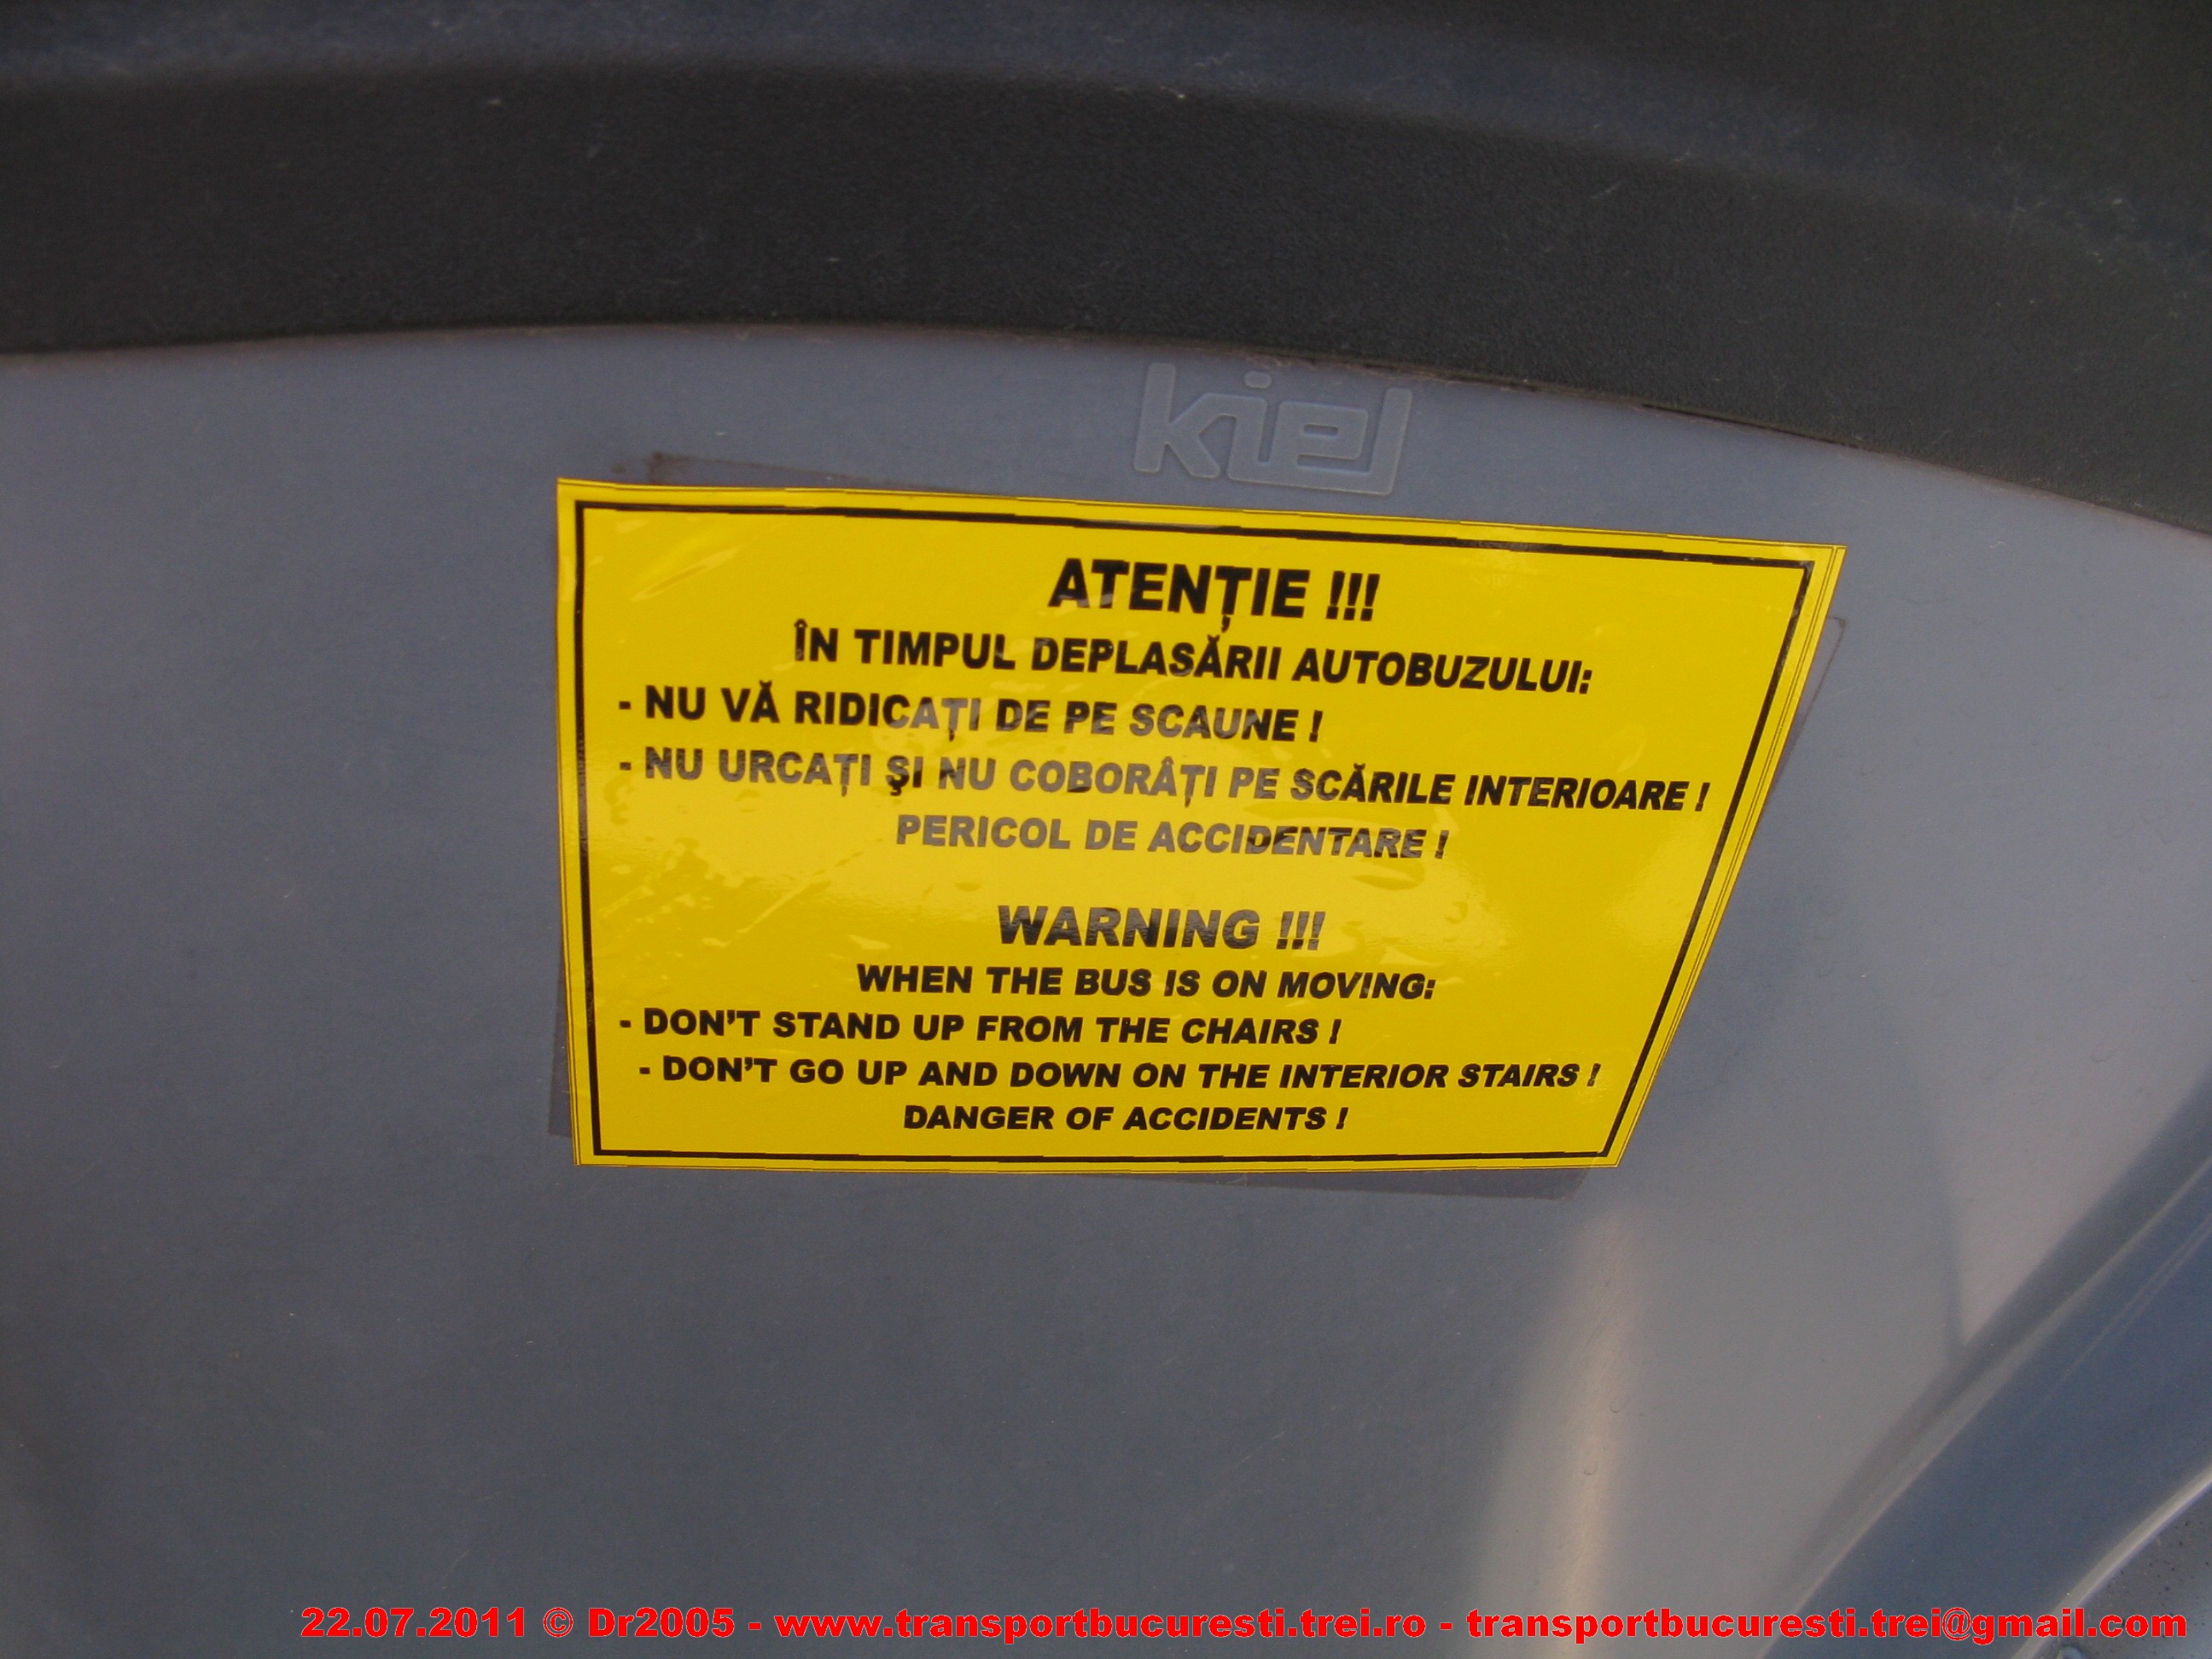 kiel
ATENȚIE !!!
ÎN TIMPUL DEPLASĂRII AUTOBUZULUI:
- NU VĂ RIDICAȚI DE PE SCAUNE !
- NU URCAȚI ŞI NU COBORÂȚI PE SCĂRILE INTERIOARE !
PERICOL DE ACCIDENTARE !
WARNING !!!
WHEN THE BUS IS ON MOVING:
- DON'T STAND UP FROM THE CHAIRS !
- DON'T GO UP AND DOWN ON THE INTERIOR STAIRS !
DANGER OF ACCIDENTS !
22.07.2011 © Dr2005 - www.transportbucuresti.trei.ro - transportbucuresti.trei@gmail.com